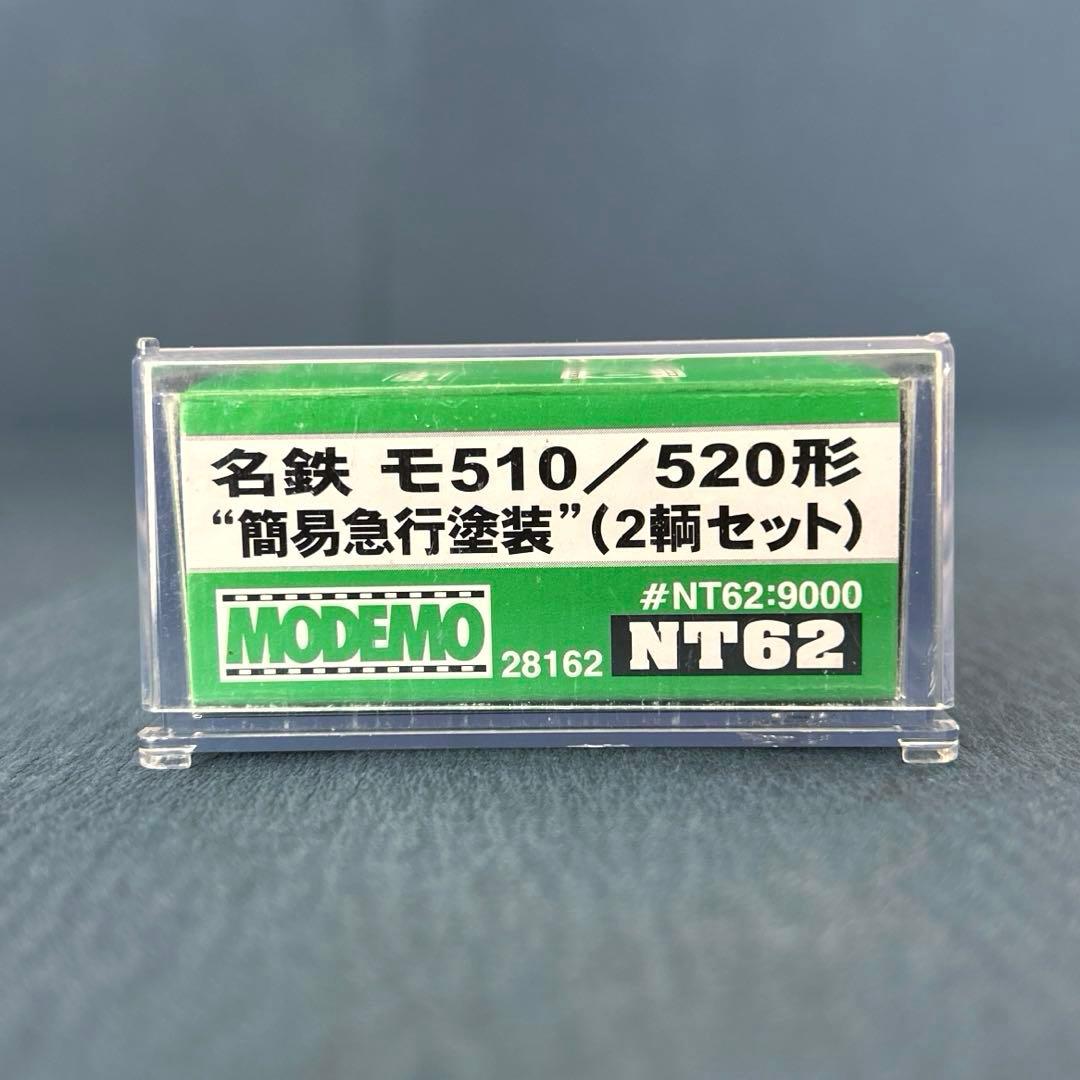 名鉄 モ510／520形
“簡易急行塗装”（2輌セット）
#NT62:9000
MODEMO 28162 NT62